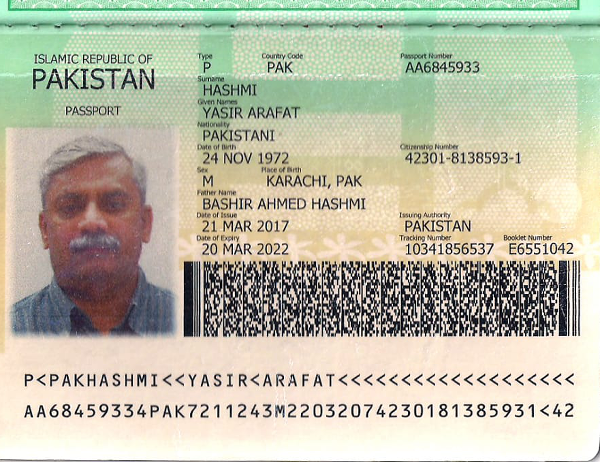 ISLAMIC REPUBLIC OF
PAKISTAN
PASSPORT
Type Country Code Passport Number
P PAK AA6845933
Surname
HASHMI
Given Names
YASIR ARAFAT
Nationality
PAKISTANI
Date of Birth Citizenship Number
24 NOV 1972 42301-8138593-1
Sex Place of Birth
M KARACHI, PAK
Father Name
BASHIR AHMED HASHMI
Date of Issue Issuing Authority
21 MAR 2017 PAKISTAN
Date of Expiry Tracking Number Booklet Number
20 MAR 2022 10341856537 E6551042
P<PAKHASHMI<<YASIR<ARAFAT<<<<<<<<<<<<<<<<<<<
AA68459334PAK7211243M22032074230181385931<42